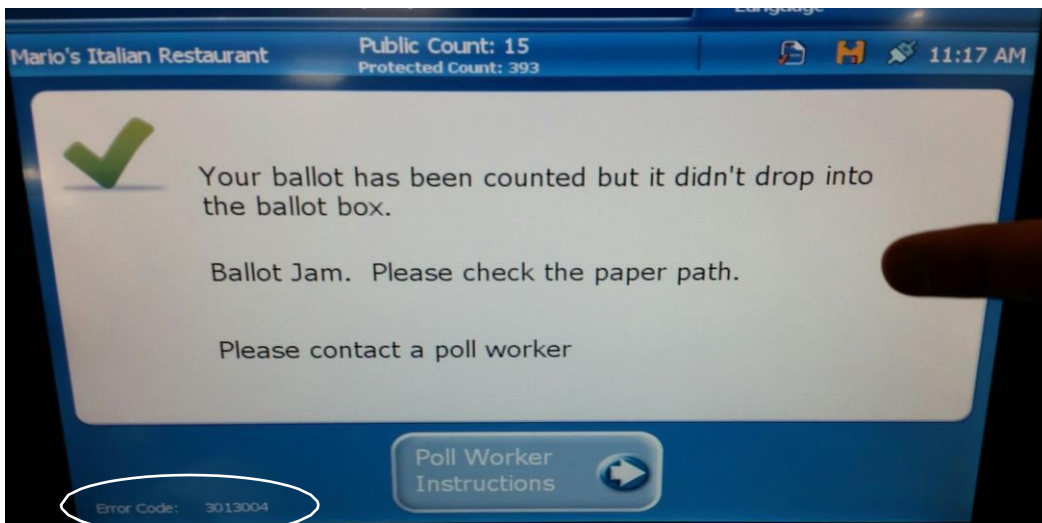 Language
Mario's Italian Restaurant
Public Count: 15
Protected Count: 393
11:17 AM
Your ballot has been counted but it didn't drop into
the ballot box.
Ballot Jam. Please check the paper path.
Please contact a poll worker
Poll Worker
Instructions
Error Code: 3013004